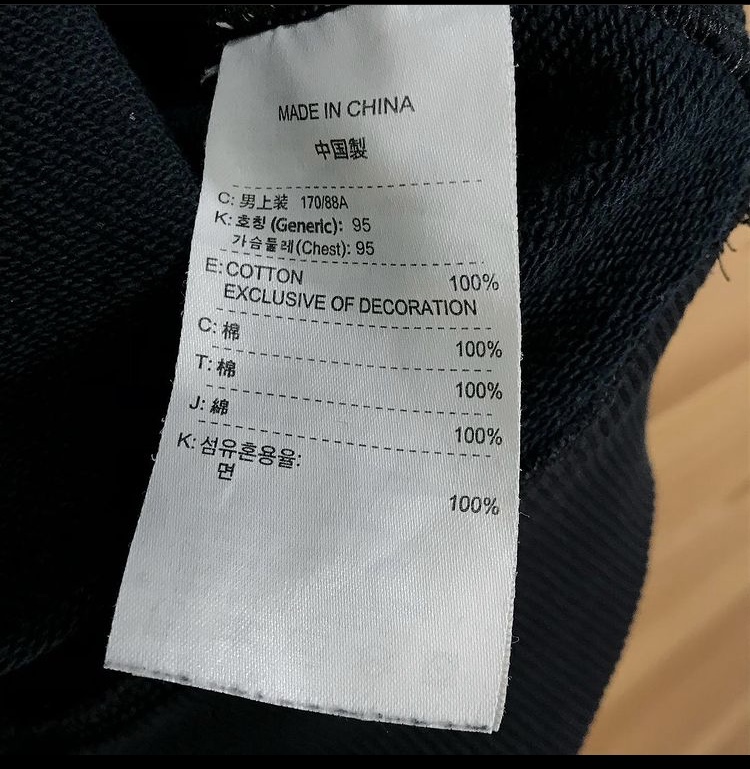 MADE IN CHINA
中国製
C: 男上装 170/88A
K: 호칭 (Generic): 95
가슴둘레(Chest): 95
E: COTTON 100%
EXCLUSIVE OF DECORATION
C: 棉 100%
T: 棉 100%
J: 綿 100%
K: 섬유혼용율:
면
100%